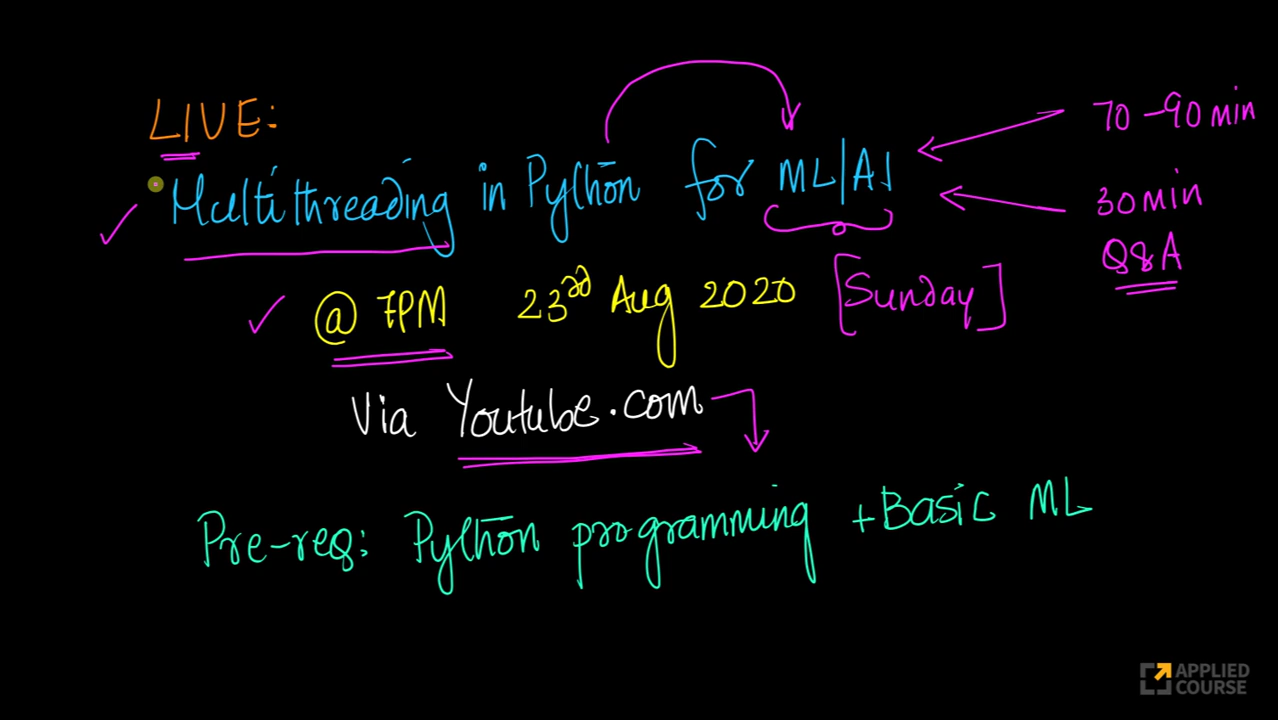 LIVE:
Multithreading in Python for ML/AI
70-90 min
30 min
Q&A
@ 7PM 23rd Aug 2020 [Sunday]
Via Youtube.com
Pre-req: Python programming + Basic ML
APPLIED
COURSE